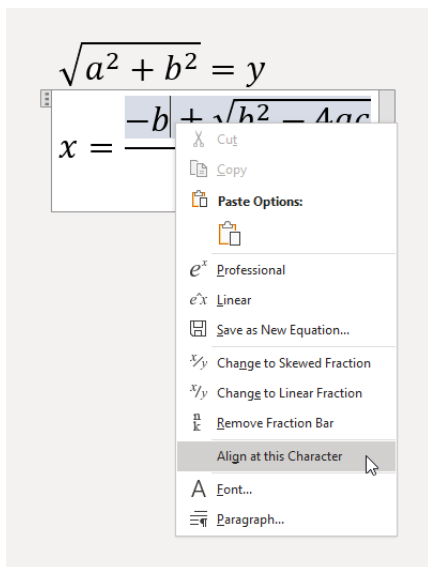 √a² + b² = y
x = −b ± √b² − 4ac
Cut
Copy
Paste Options:
eˣ Professional
e^x Linear
Save as New Equation...
x/y Change to Skewed Fraction
x/y Change to Linear Fraction
n/k Remove Fraction Bar
Align at this Character
A Font...
Paragraph...